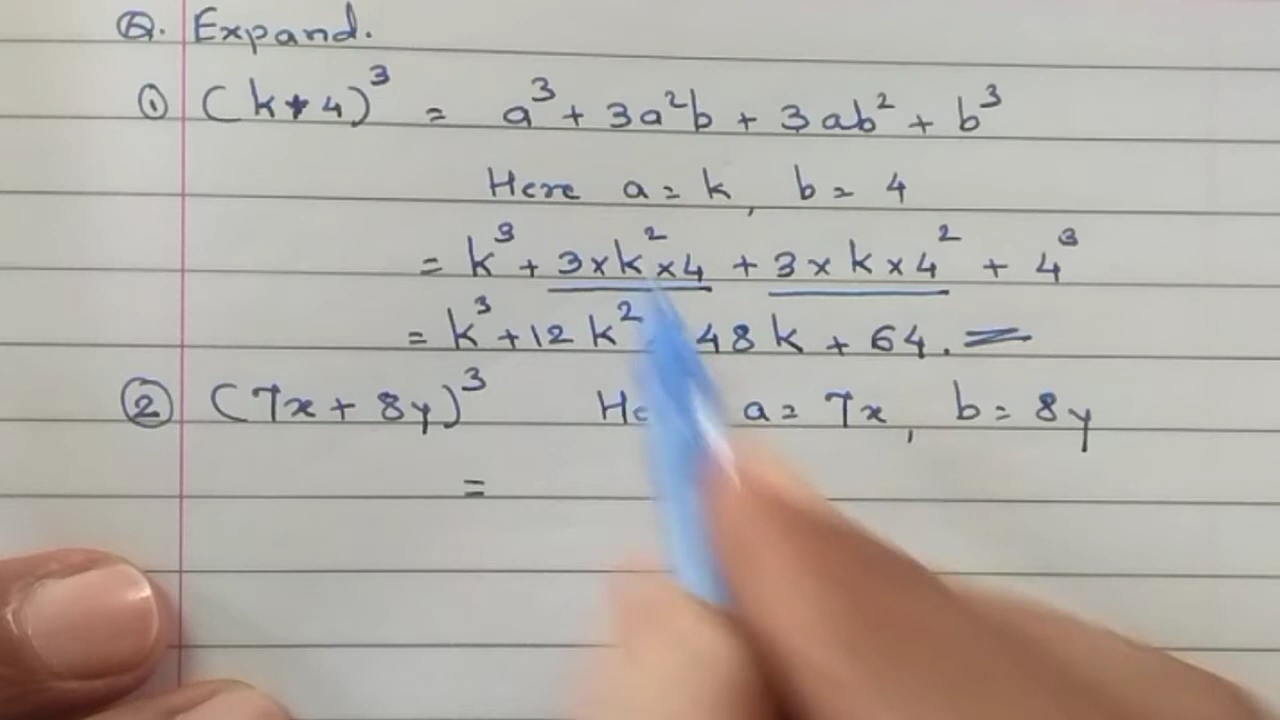 Q. Expand.
① (k+4)³ = a³ + 3a²b + 3ab² + b³
Here a = k, b = 4
= k³ + 3×k²×4 + 3×k×4² + 4³
= k³ + 12k² 48k + 64.
② (7x + 8y)³ a = 7x, b = 8y
=